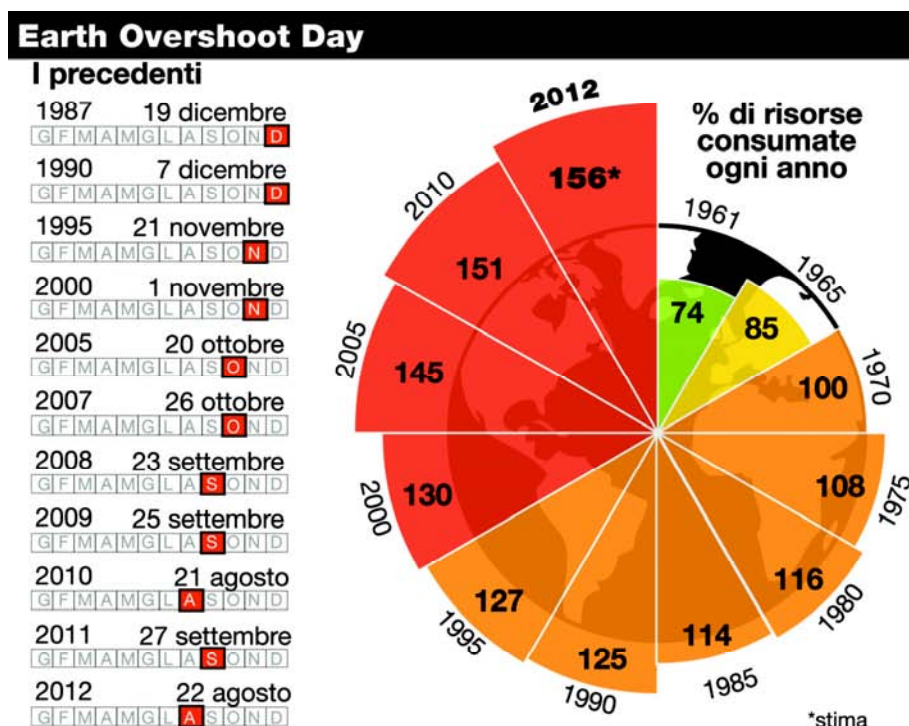 Earth Overshoot Day
I precedenti
1987 19 dicembre
G F M A M G L A S O N D
1990 7 dicembre
G F M A M G L A S O N D
1995 21 novembre
G F M A M G L A S O N D
2000 1 novembre
G F M A M G L A S O N D
2005 20 ottobre
G F M A M G L A S O N D
2007 26 ottobre
G F M A M G L A S O N D
2008 23 settembre
G F M A M G L A S O N D
2009 25 settembre
G F M A M G L A S O N D
2010 21 agosto
G F M A M G L A S O N D
2011 27 settembre
G F M A M G L A S O N D
2012 22 agosto
G F M A M G L A S O N D
% di risorse
consumate
ogni anno
1961
74
1965
85
1970
100
1975
108
1980
116
1985
114
1990
125
1995
127
2000
130
2005
145
2010
151
2012
156*
*stima